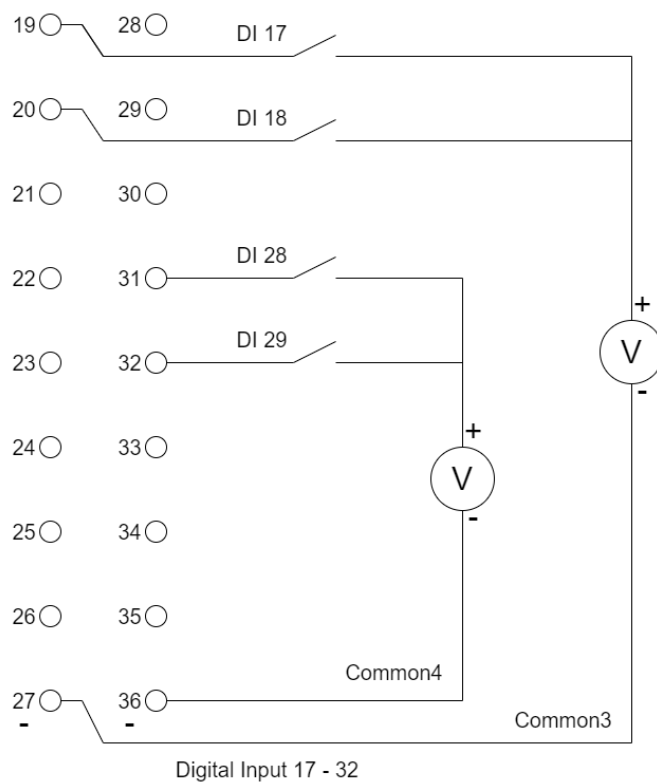 19 28 DI 17
20 29 DI 18
21 30
22 31 DI 28
+
23 32 DI 29
V
-
24 33 +
V
25 34 -
26 35
Common4
27 36
- -
Common3
Digital Input 17 - 32